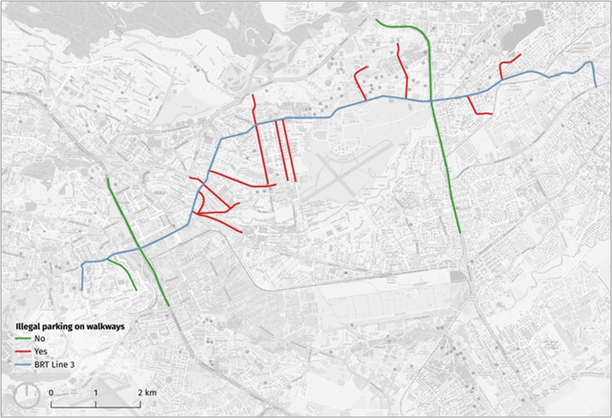 Illegal parking on walkways
No
Yes
BRT Line 3
0 1 2 km